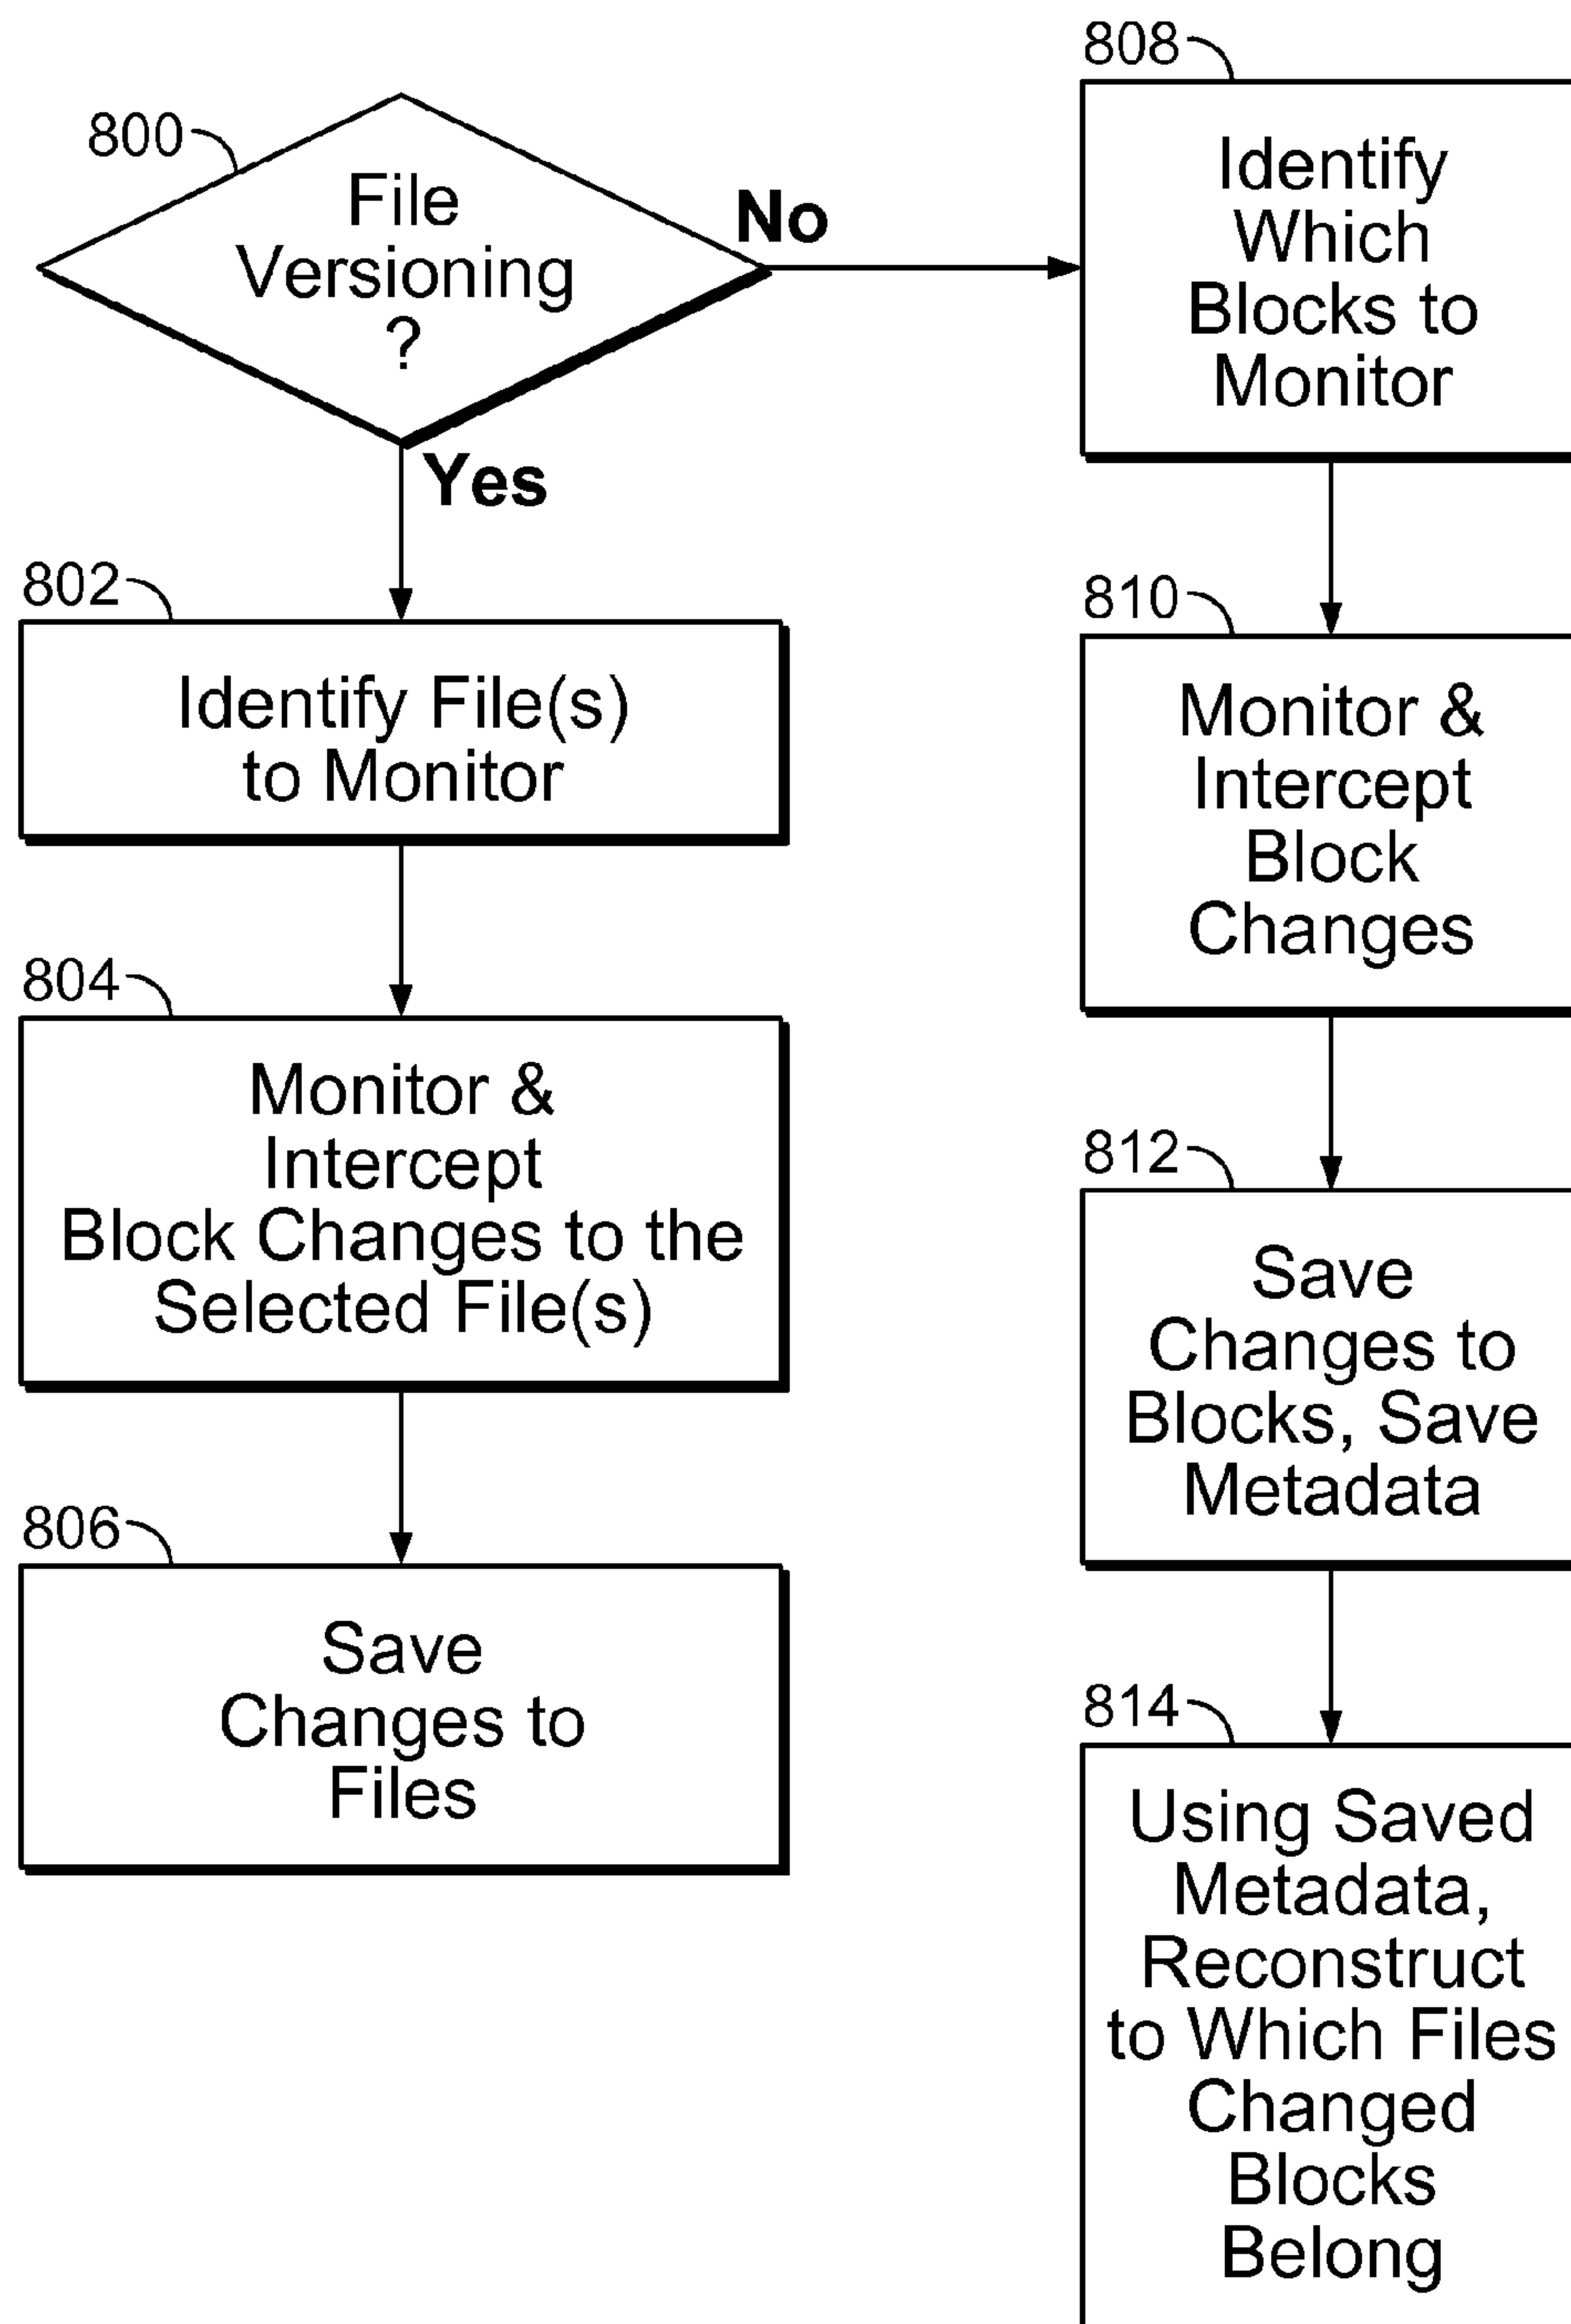 800
File
Versioning
?
No
Yes
802
Identify File(s)
to Monitor
804
Monitor &
Intercept
Block Changes to the
Selected File(s)
806
Save
Changes to
Files
808
Identify
Which
Blocks to
Monitor
810
Monitor &
Intercept
Block
Changes
812
Save
Changes to
Blocks, Save
Metadata
814
Using Saved
Metadata,
Reconstruct
to Which Files
Changed
Blocks
Belong